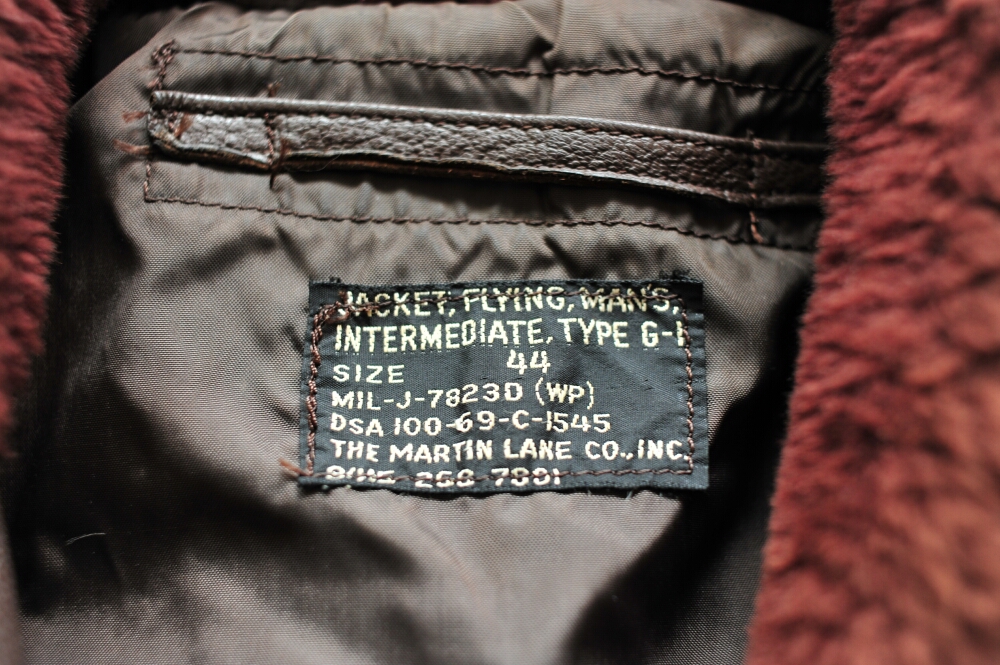 JACKET, FLYING, MAN'S,
INTERMEDIATE, TYPE G-1
SIZE 44
MIL-J-7823D (WP)
DSA 100-69-C-1545
THE MARTIN LANE CO., INC.